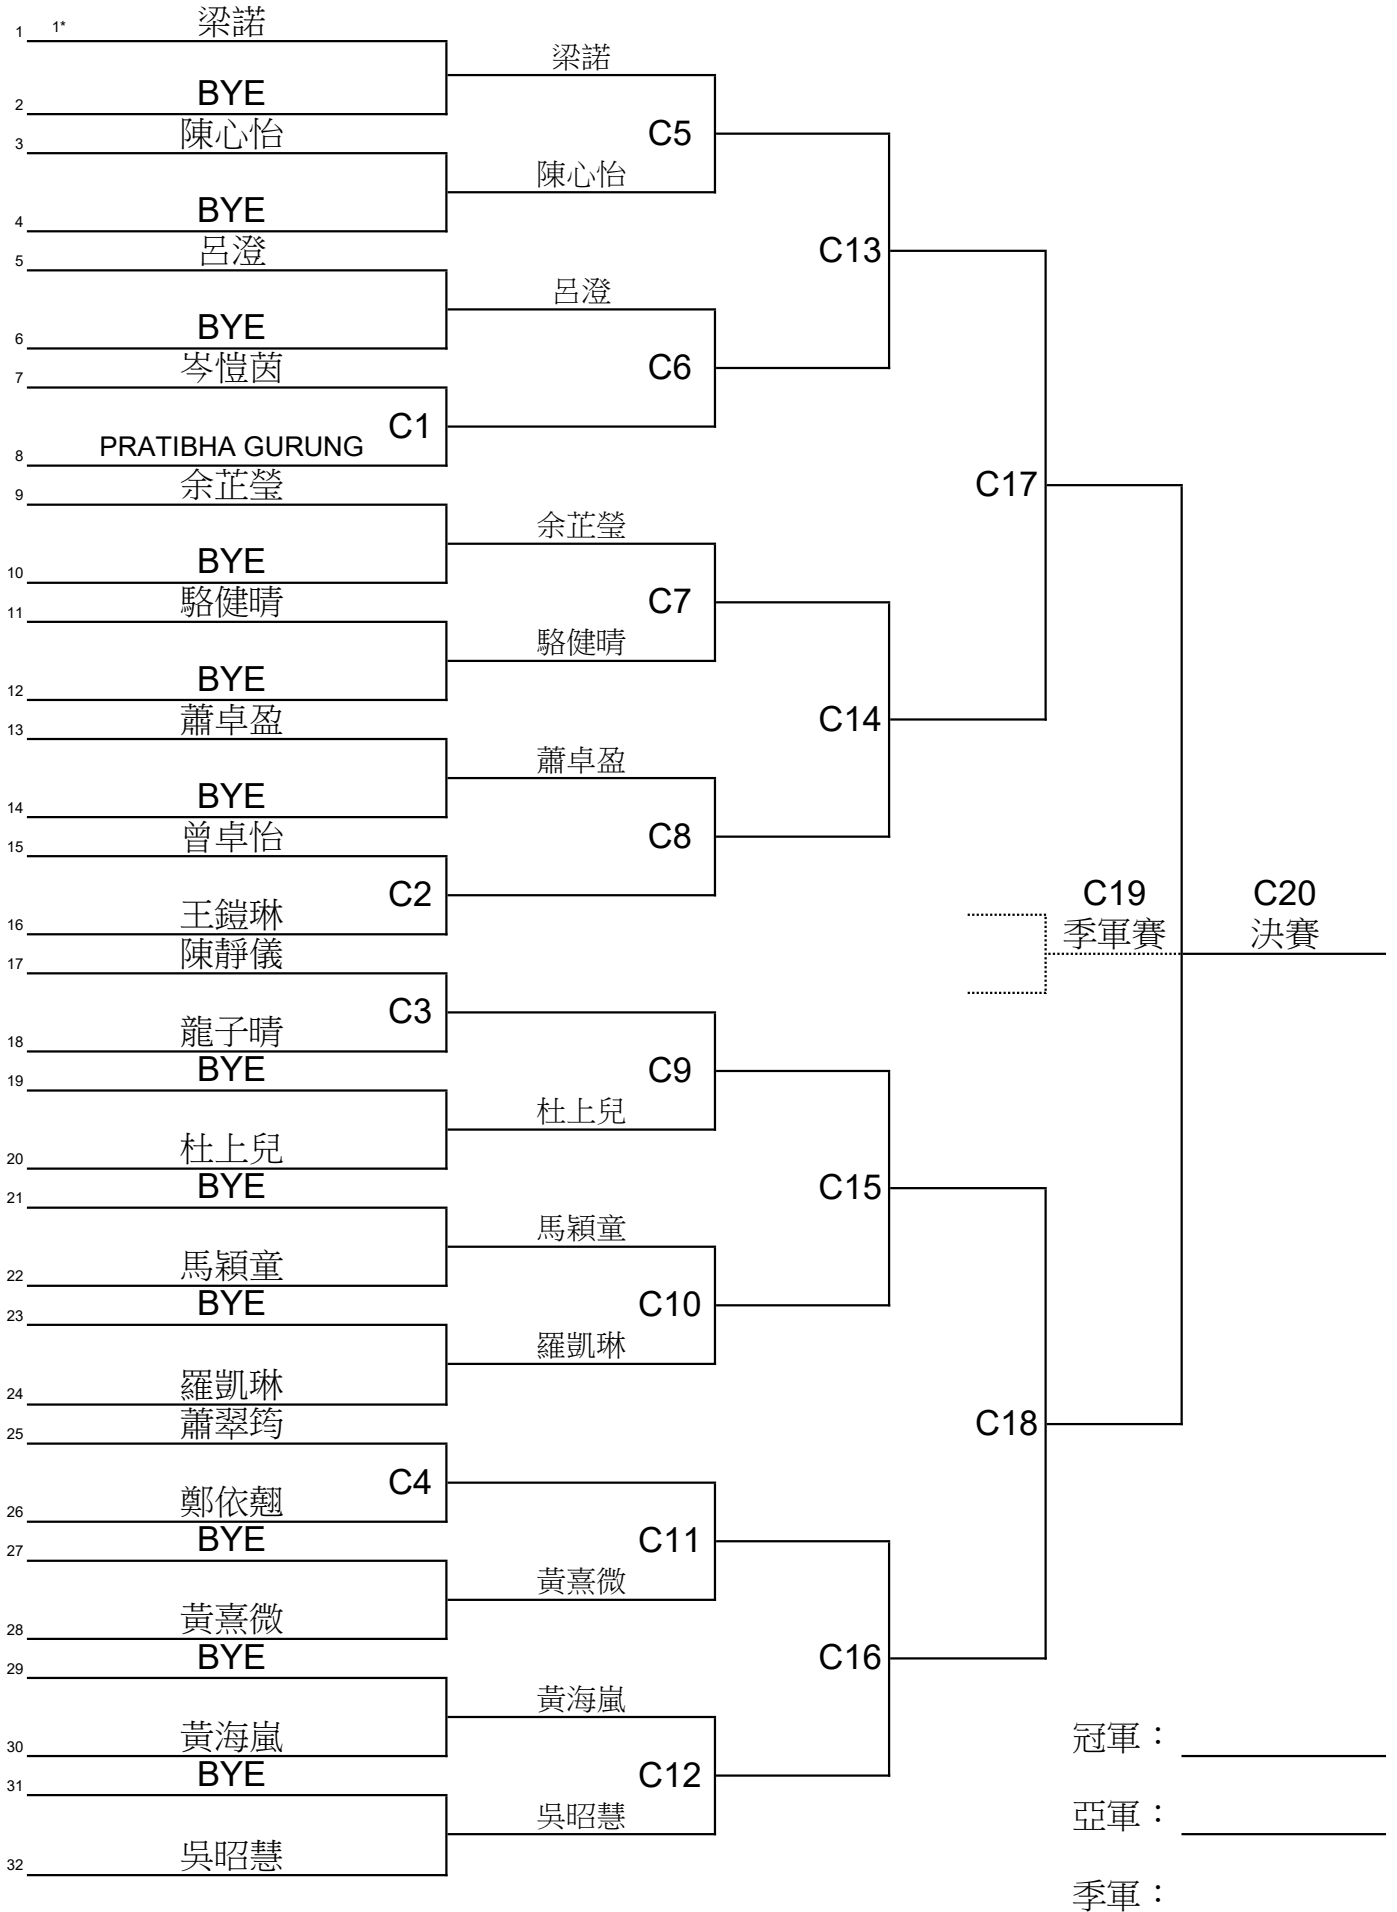 1 1* 梁諾
梁諾
2 BYE
3 陳心怡
C5
陳心怡
4 BYE
5 呂澄
C13
呂澄
6 BYE
7 岑愷茵
C6
C1
8 PRATIBHA GURUNG
9 余芷瑩
C17
余芷瑩
10 BYE
11 駱健晴
C7
駱健晴
12 BYE
13 蕭卓盈
C14
蕭卓盈
14 BYE
15 曾卓怡
C8
C2
C19 C20
16 王鎧琳
季軍賽 決賽
17 陳靜儀
C3
18 龍子晴
19 BYE
C9
杜上兒
20 杜上兒
21 BYE
C15
馬穎童
22 馬穎童
23 BYE
C10
羅凱琳
24 羅凱琳
25 蕭翠筠
C18
C4
26 鄭依翹
27 BYE
C11
黃熹微
28 黃熹微
29 BYE
C16
黃海嵐
30 黃海嵐
冠軍：
31 BYE
C12
吳昭慧
亞軍：
32 吳昭慧
季軍：